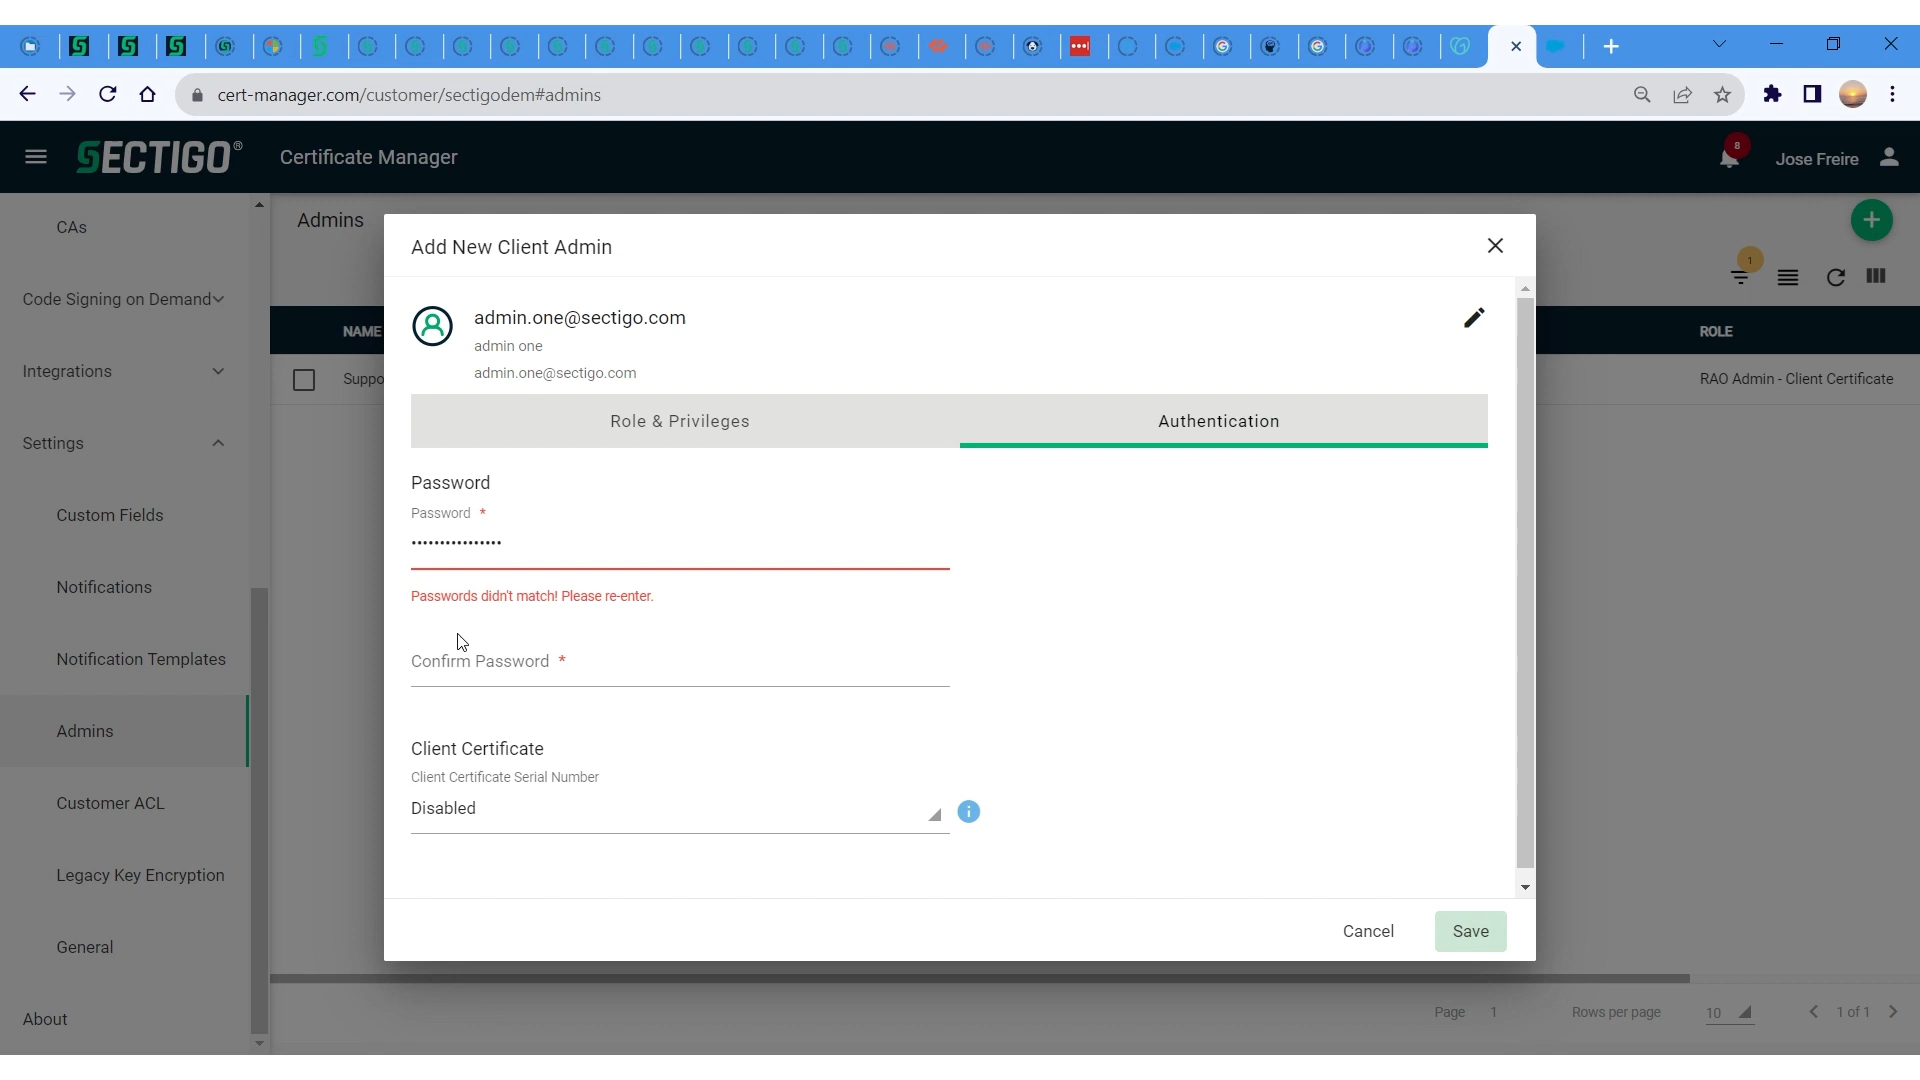 cert-manager.com/customer/sectigodem#admins
SECTIGO®
Certificate Manager
8
Jose Freire
CAs
Code Signing on Demand
Integrations
Settings
Custom Fields
Notifications
Notification Templates
Admins
Customer ACL
Legacy Key Encryption
General
About
Admins
1
NAME
ROLE
Suppo
RAO Admin - Client Certificate
Add New Client Admin
admin.one@sectigo.com
admin one
admin.one@sectigo.com
Role & Privileges
Authentication
Password
Password *
••••••••••••••••
Passwords didn't match! Please re-enter.
Confirm Password *
Client Certificate
Client Certificate Serial Number
Disabled
Cancel
Save
Page 1
Rows per page 10
1 of 1